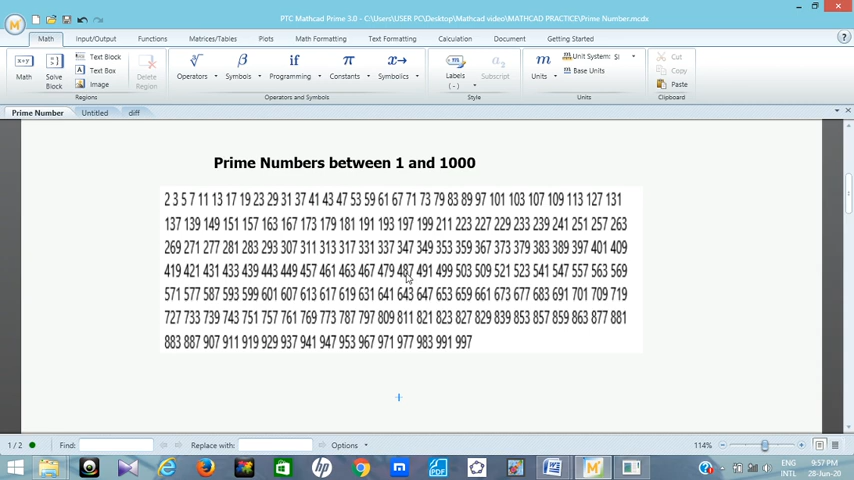 PTC Mathcad Prime 3.0 - C:\Users\USER PC\Desktop\Mathcad video\MATHCAD PRACTICE\Prime Number.mcdx
Math Input/Output Functions Matrices/Tables Plots Math Formatting Text Formatting Calculation Document Getting Started
Math Solve Block Text Block Text Box Image Delete Region Operators Symbols Programming Constants Symbolics Labels Subscript Units Unit System: SI Base Units Cut Copy Paste
Regions Operators and Symbols Style Units Clipboard
Prime Number Untitled diff
Prime Numbers between 1 and 1000
2 3 5 7 11 13 17 19 23 29 31 37 41 43 47 53 59 61 67 71 73 79 83 89 97 101 103 107 109 113 127 131
137 139 149 151 157 163 167 173 179 181 191 193 197 199 211 223 227 229 233 239 241 251 257 263
269 271 277 281 283 293 307 311 313 317 331 337 347 349 353 359 367 373 379 383 389 397 401 409
419 421 431 433 439 443 449 457 461 463 467 479 487 491 499 503 509 521 523 541 547 557 563 569
571 577 587 593 599 601 607 613 617 619 631 641 643 647 653 659 661 673 677 683 691 701 709 719
727 733 739 743 751 757 761 769 773 787 797 809 811 821 823 827 829 839 853 857 859 863 877 881
883 887 907 911 919 929 937 941 947 953 967 971 977 983 991 997
1 / 2 Find: Replace with: Options 114%
ENG 9:57 PM
INTL 28-Jun-20